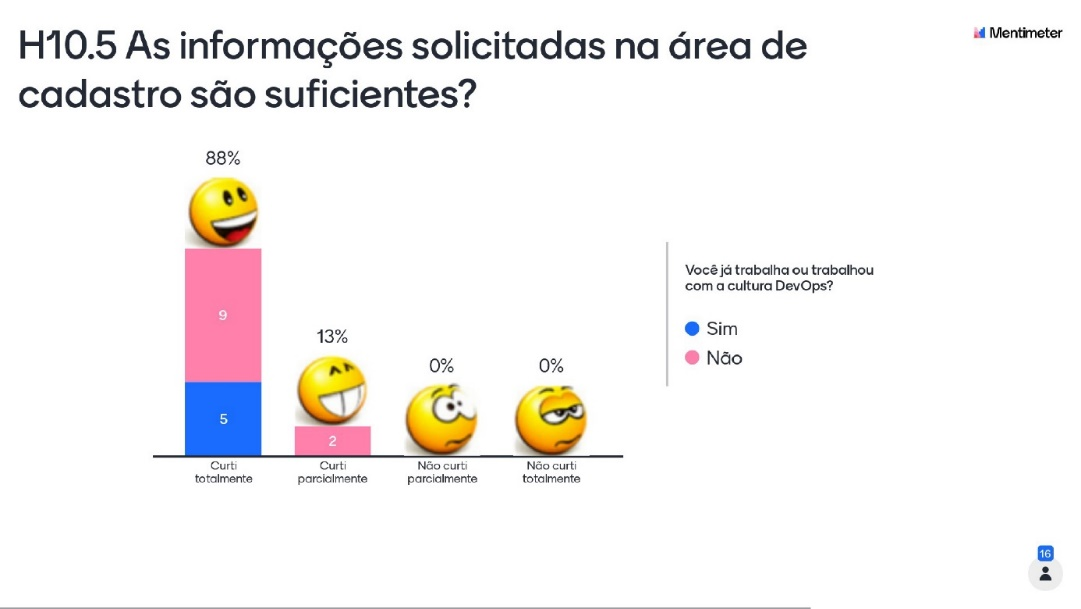 H10.5 As informações solicitadas na área de
cadastro são suficientes?
Mentimeter
88%
9
5
13%
2
0%
0%
Curti
totalmente
Curti
parcialmente
Não curti
parcialmente
Não curti
totalmente
Você já trabalha ou trabalhou
com a cultura DevOps?
Sim
Não
16